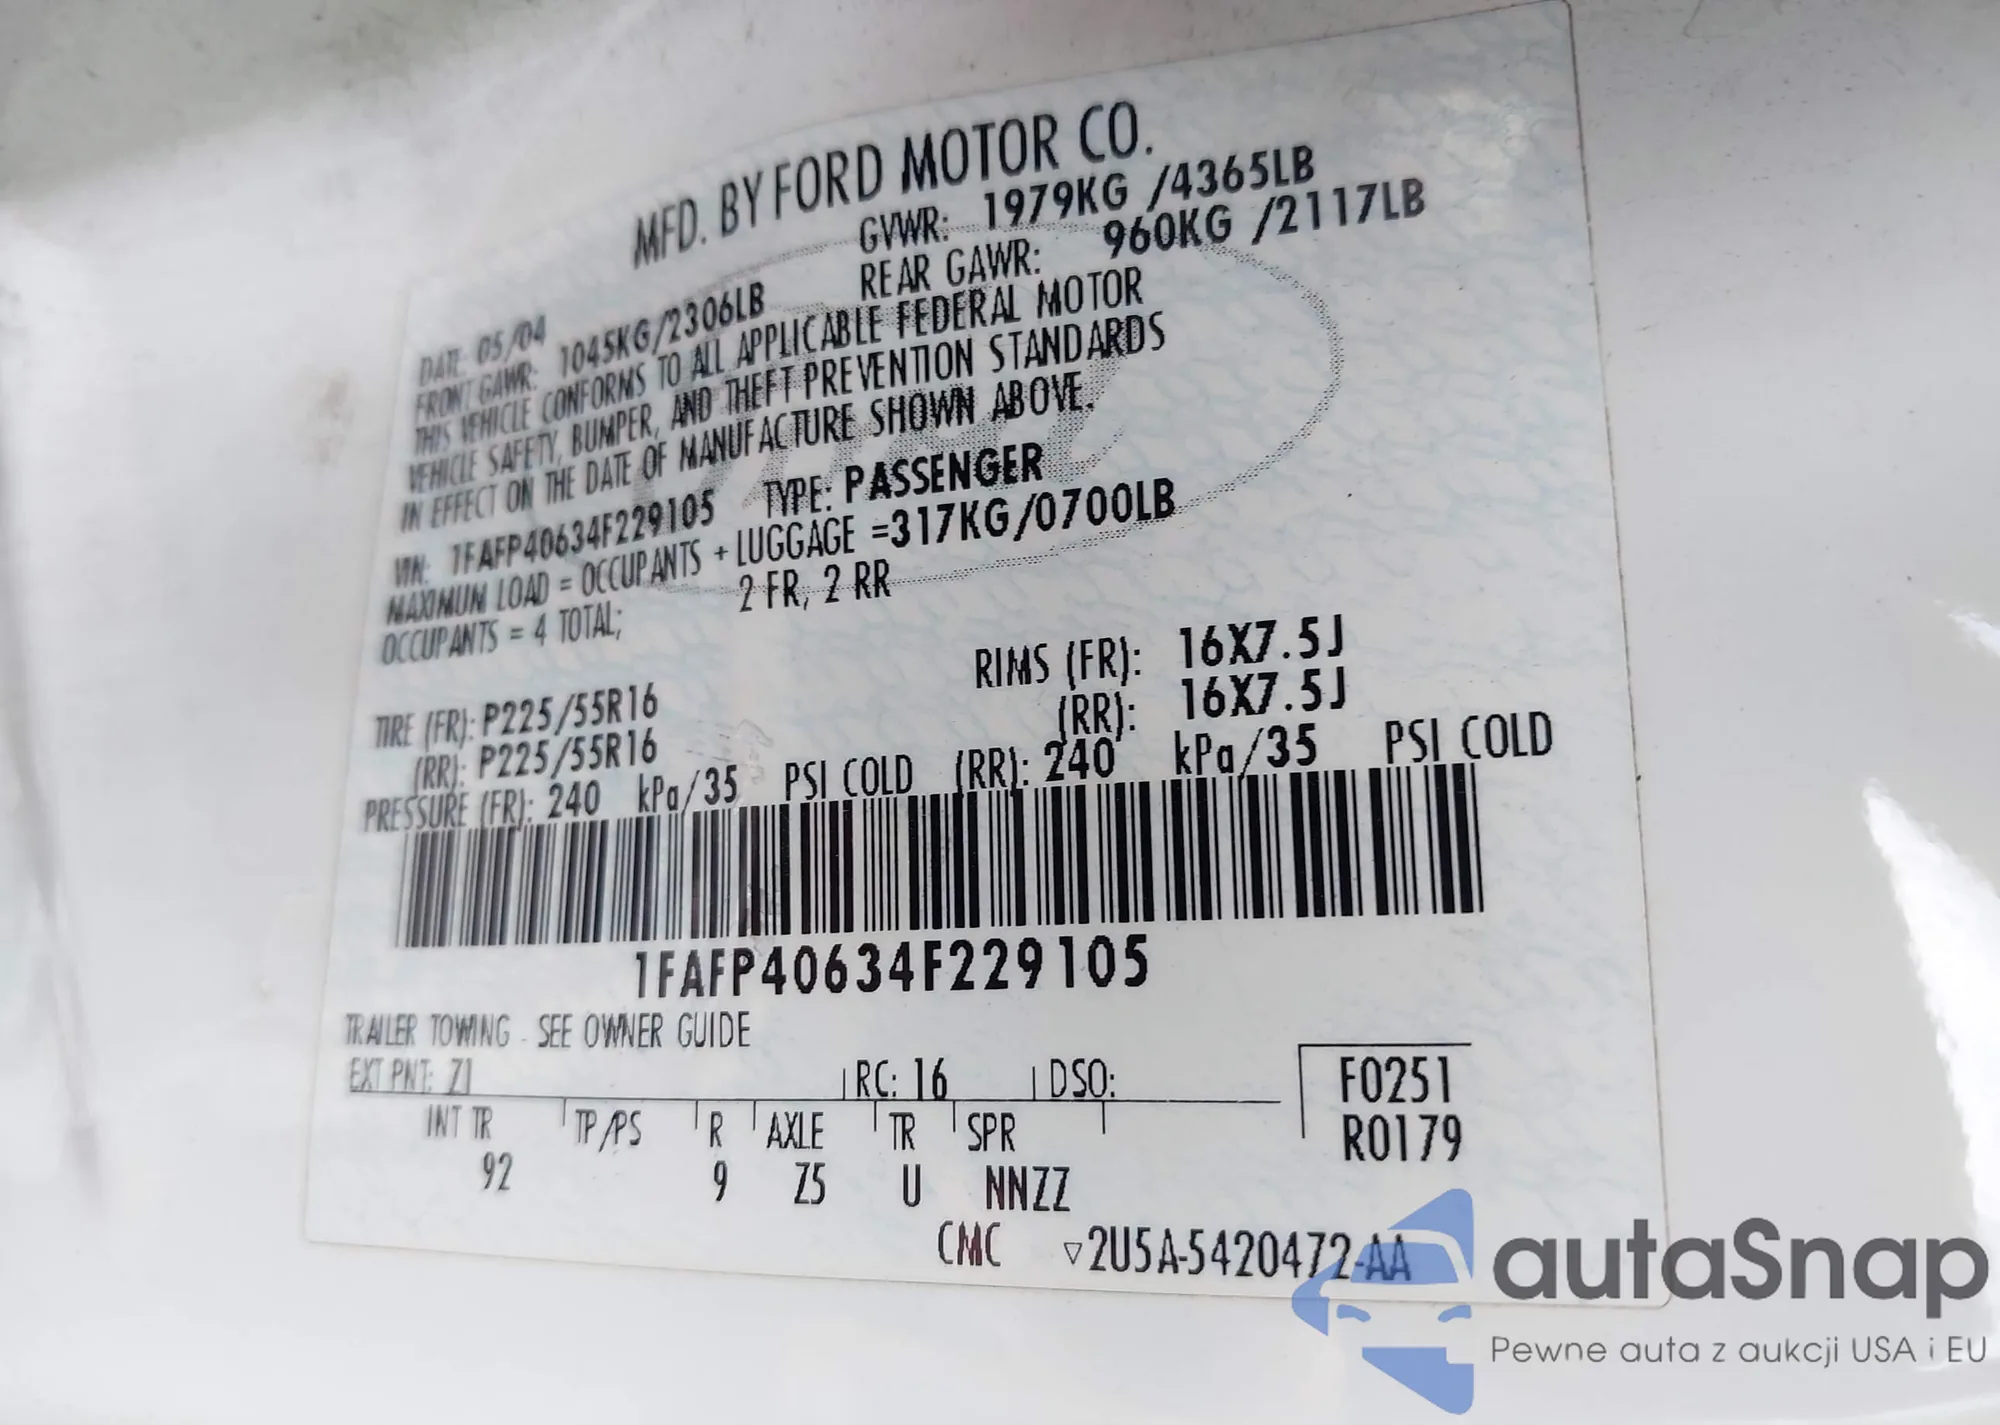 MFD. BY FORD MOTOR CO.
DATE: 05/04 GVWR: 1979KG /4365LB
FRONT GAWR: 1045KG/2306LB REAR GAWR: 960KG /2117LB
THIS VEHICLE CONFORMS TO ALL APPLICABLE FEDERAL MOTOR
VEHICLE SAFETY, BUMPER, AND THEFT PREVENTION STANDARDS
IN EFFECT ON THE DATE OF MANUFACTURE SHOWN ABOVE.
VIN: 1FAFP40634F229105 TYPE: PASSENGER
MAXIMUM LOAD = OCCUPANTS + LUGGAGE =317KG/0700LB
OCCUPANTS = 4 TOTAL; 2 FR, 2 RR
TIRE (FR): P225/55R16 RIMS (FR): 16X7.5J
(RR): P225/55R16 (RR): 16X7.5J
PRESSURE (FR): 240 kPa/35 PSI COLD (RR): 240 kPa/35 PSI COLD
1FAFP40634F229105
TRAILER TOWING - SEE OWNER GUIDE
EXT PNT: Z1 RC: 16 DSO: F0251
INT TR TP/PS R AXLE TR SPR R0179
92 9 Z5 U NNZZ
CMC ▽2U5A-5420472-AA
autoSnap
Pewne auta z aukcji USA i EU